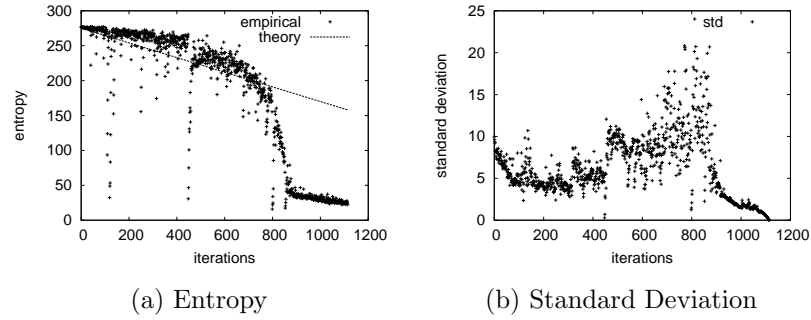 300
250
200
150
100
50
0
0 200 400 600 800 1000 1200
entropy
iterations
empirical
theory
(a) Entropy
25
20
15
10
5
0
0 200 400 600 800 1000 1200
standard deviation
iterations
std
(b) Standard Deviation